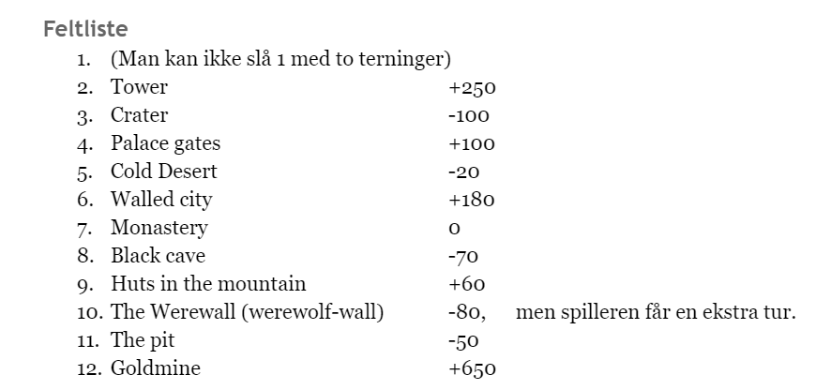 Feltliste
1. (Man kan ikke slå 1 med to terninger)
2. Tower +250
3. Crater -100
4. Palace gates +100
5. Cold Desert -20
6. Walled city +180
7. Monastery 0
8. Black cave -70
9. Huts in the mountain +60
10. The Werewall (werewolf-wall) -80, men spilleren får en ekstra tur.
11. The pit -50
12. Goldmine +650